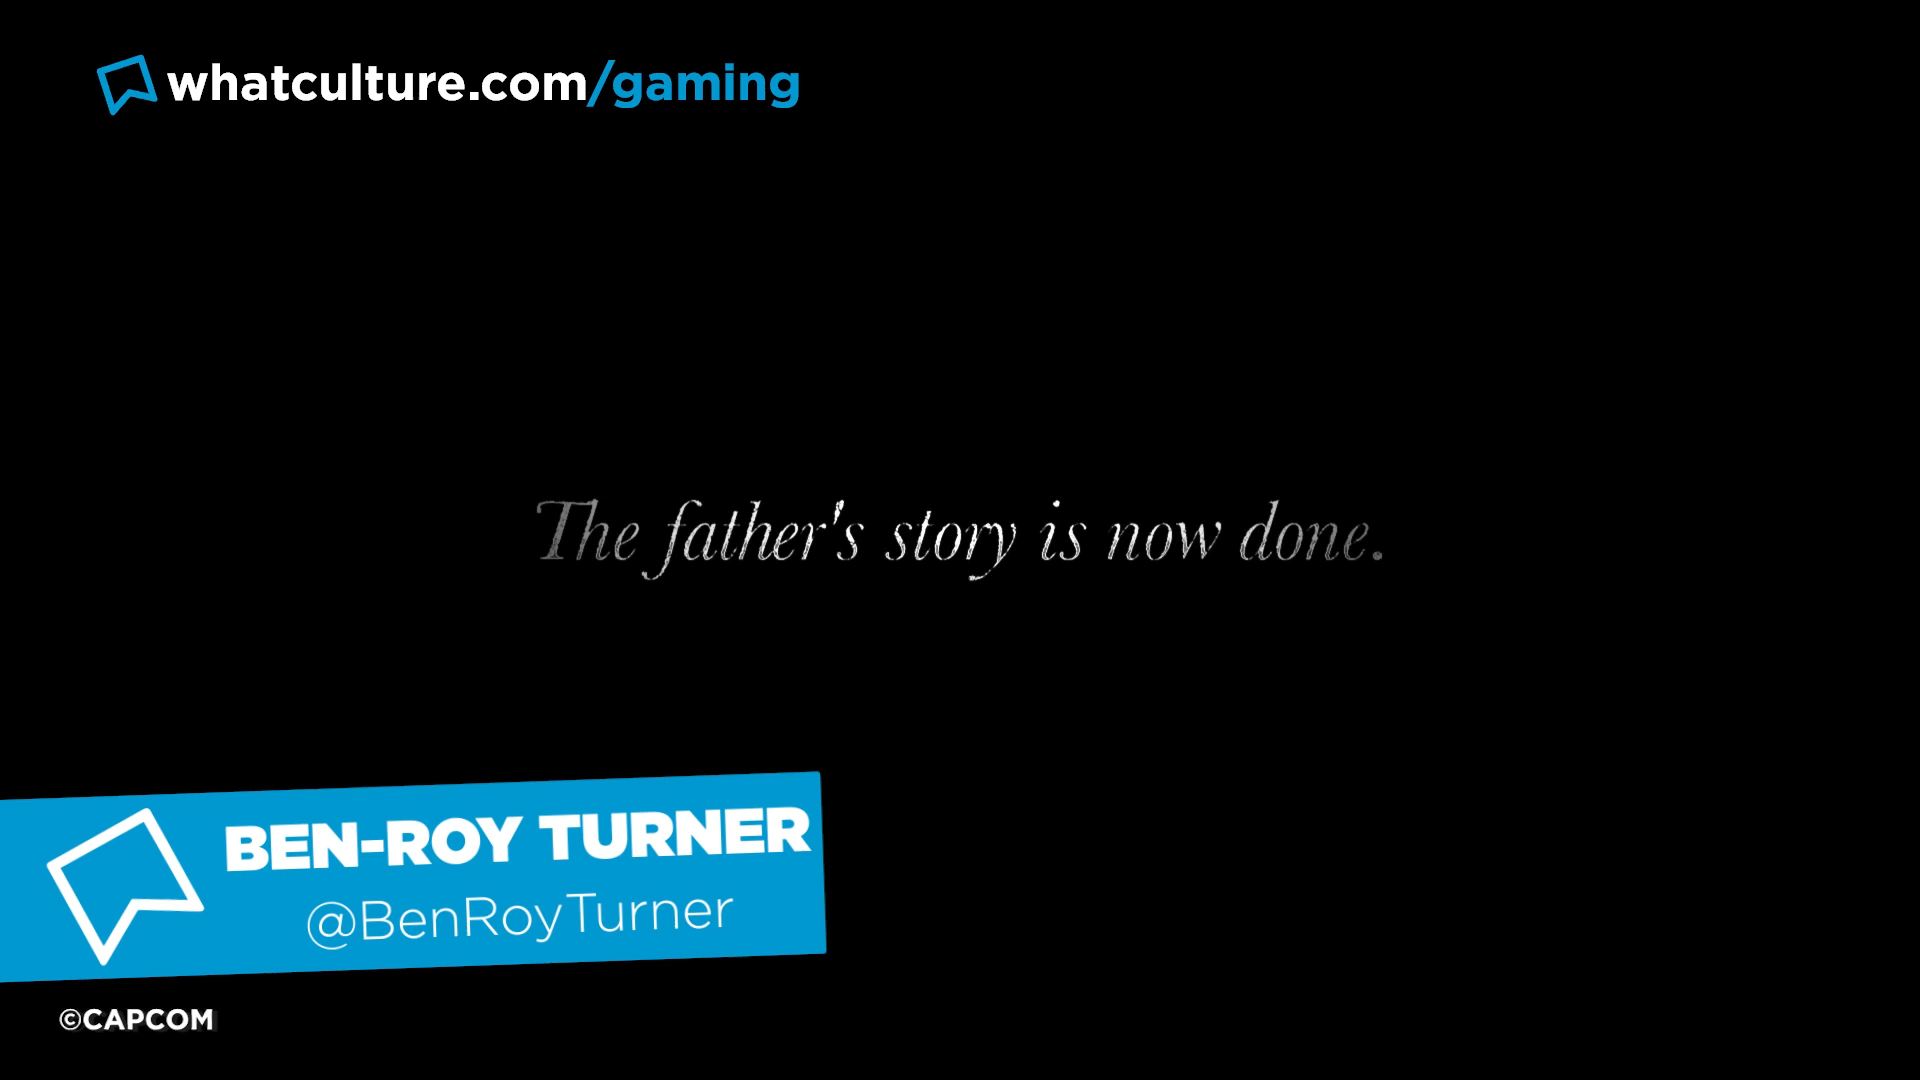 whatculture.com/gaming
The father's story is now done.
BEN-ROY TURNER
@BenRoyTurner
©CAPCOM